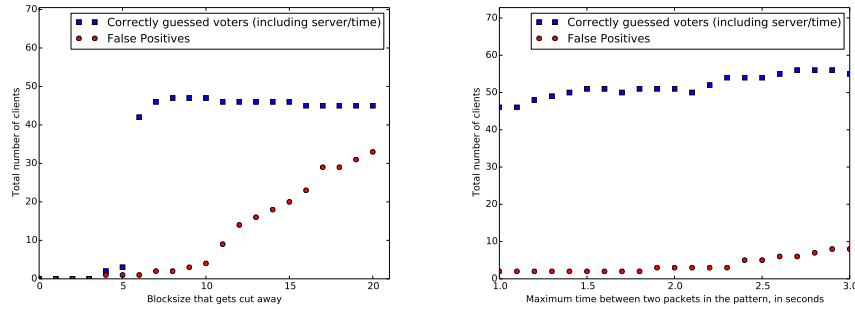 70
60
50
40
30
20
10
0
Total number of clients
Correctly guessed voters (including server/time)
False Positives
0 5 10 15 20
Blocksize that gets cut away
70
60
50
40
30
20
10
0
Total number of clients
Correctly guessed voters (including server/time)
False Positives
1.0 1.5 2.0 2.5 3.0
Maximum time between two packets in the pattern, in seconds